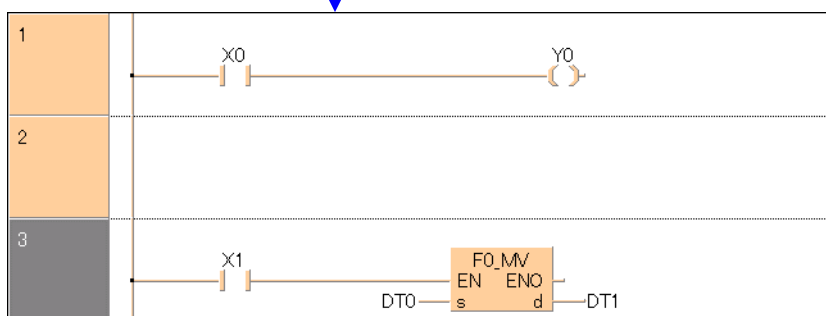 1
X0 Y0
2
3
X1
F0_MV
EN ENO
DT0 s d DT1